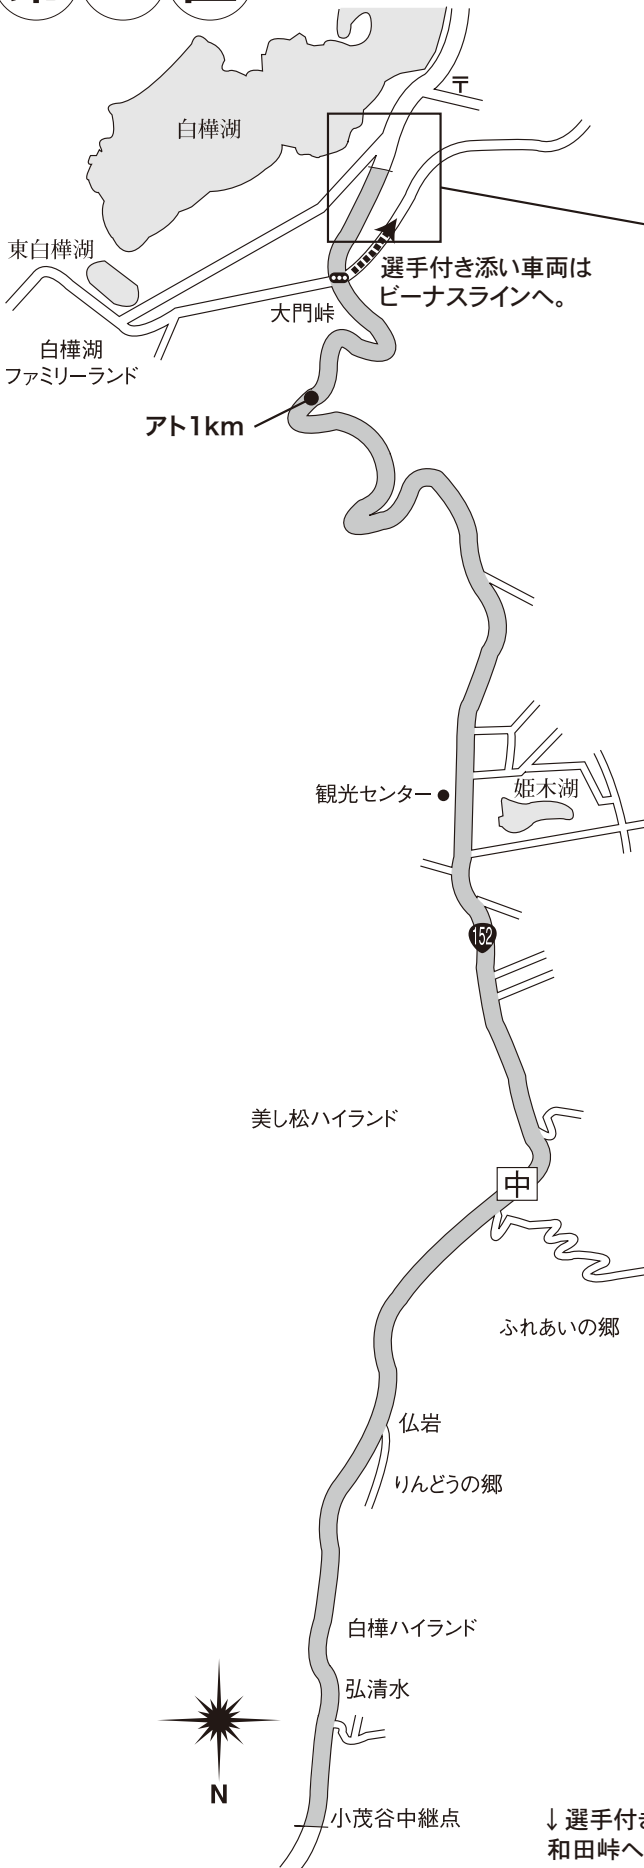 〒
白樺湖
東白樺湖
選手付き添い車両は
ビーナスラインへ。
大門峠
白樺湖
ファミリーランド
アト1km
観光センター
姫木湖
152
美し松ハイランド
中
ふれあいの郷
仏岩
りんどうの郷
白樺ハイランド
弘清水
N
小茂谷中継点
↓選手付き
和田峠へ